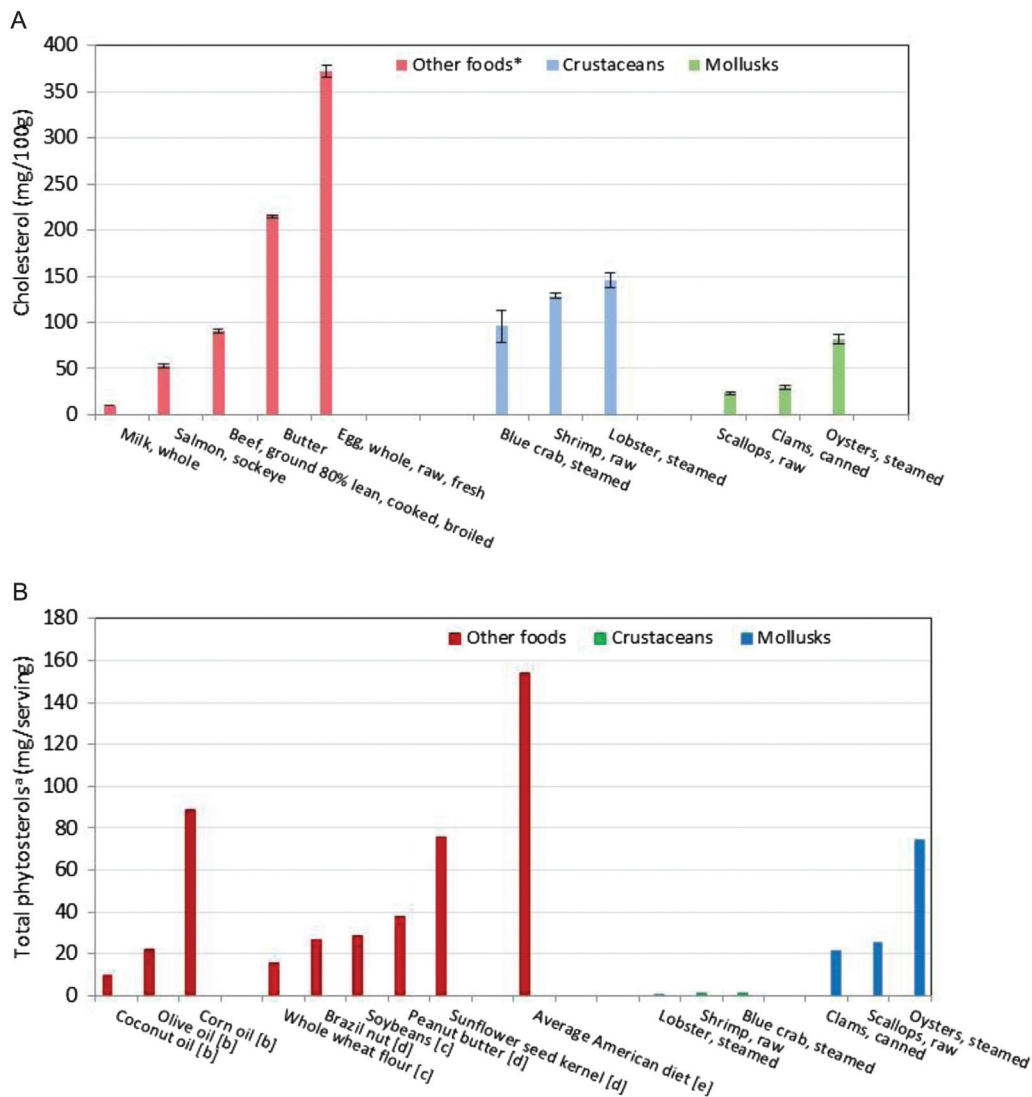 A
Cholesterol (mg/100g)
400
350
300
250
200
150
100
50
0
Other foods* Crustaceans Mollusks
Milk, whole
Salmon, sockeye
Beef, ground 80% lean, cooked, broiled
Butter
Egg, whole, raw, fresh
Blue crab, steamed
Shrimp, raw
Lobster, steamed
Scallops, raw
Clams, canned
Oysters, steamed
B
Total phytosterolsᵃ (mg/serving)
180
160
140
120
100
80
60
40
20
0
Other foods Crustaceans Mollusks
Coconut oil [b]
Olive oil [b]
Corn oil [b]
Whole wheat flour [c]
Brazil nut [d]
Soybeans [c]
Peanut butter [d]
Sunflower seed kernel [d]
Average American diet [e]
Lobster, steamed
Shrimp, raw
Blue crab, steamed
Clams, canned
Scallops, raw
Oysters, steamed